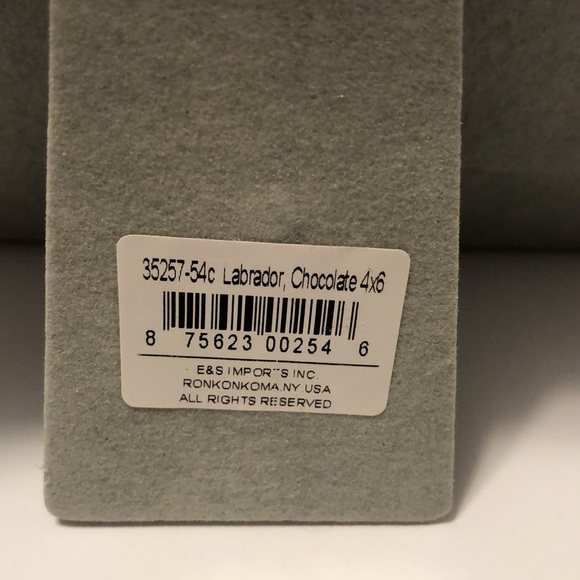 35257-54c Labrador, Chocolate 4x6
8 75623 00254 6
E&S IMPORTS INC.
RONKONKOMA.NY USA
ALL RIGHTS RESERVED